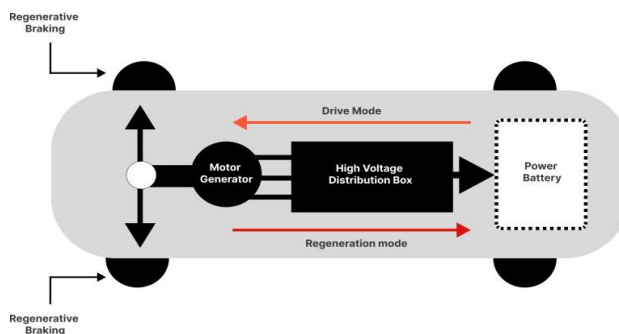 Regenerative
Braking
Drive Mode
Motor
Generator
High Voltage
Distribution Box
Power
Battery
Regeneration mode
Regenerative
Braking